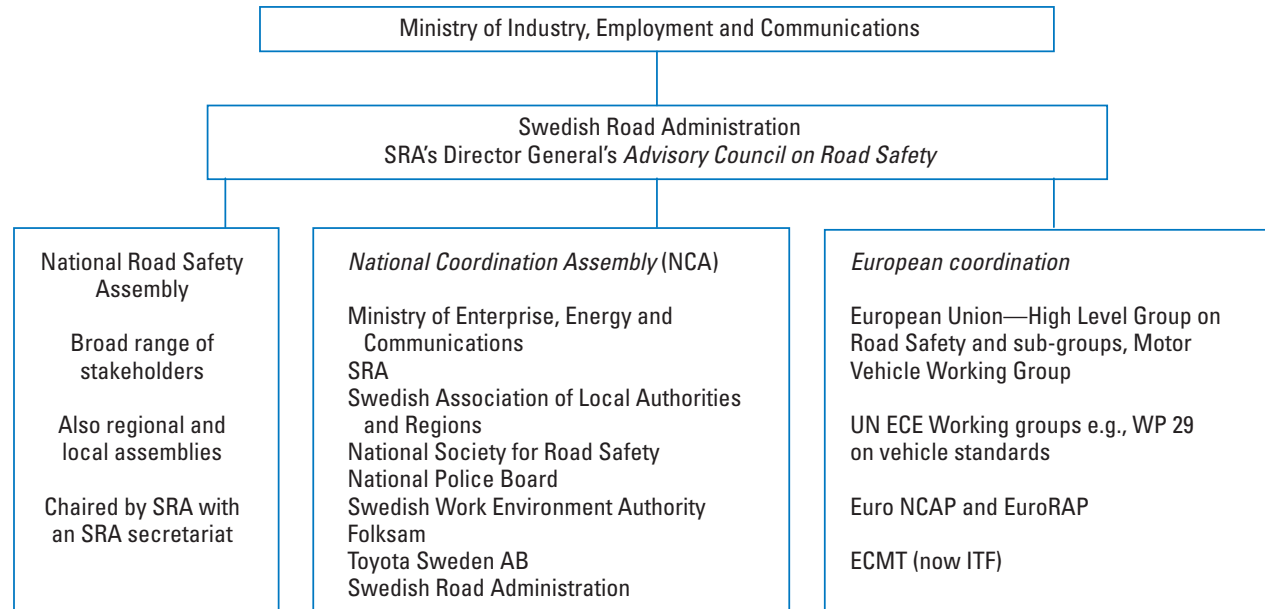 Ministry of Industry, Employment and Communications
Swedish Road Administration
SRA's Director General's Advisory Council on Road Safety
National Road Safety
Assembly
Broad range of
stakeholders
Also regional and
local assemblies
Chaired by SRA with
an SRA secretariat
National Coordination Assembly (NCA)
Ministry of Enterprise, Energy and
Communications
SRA
Swedish Association of Local Authorities
and Regions
National Society for Road Safety
National Police Board
Swedish Work Environment Authority
Folksam
Toyota Sweden AB
Swedish Road Administration
European coordination
European Union—High Level Group on
Road Safety and sub-groups, Motor
Vehicle Working Group
UN ECE Working groups e.g., WP 29
on vehicle standards
Euro NCAP and EuroRAP
ECMT (now ITF)